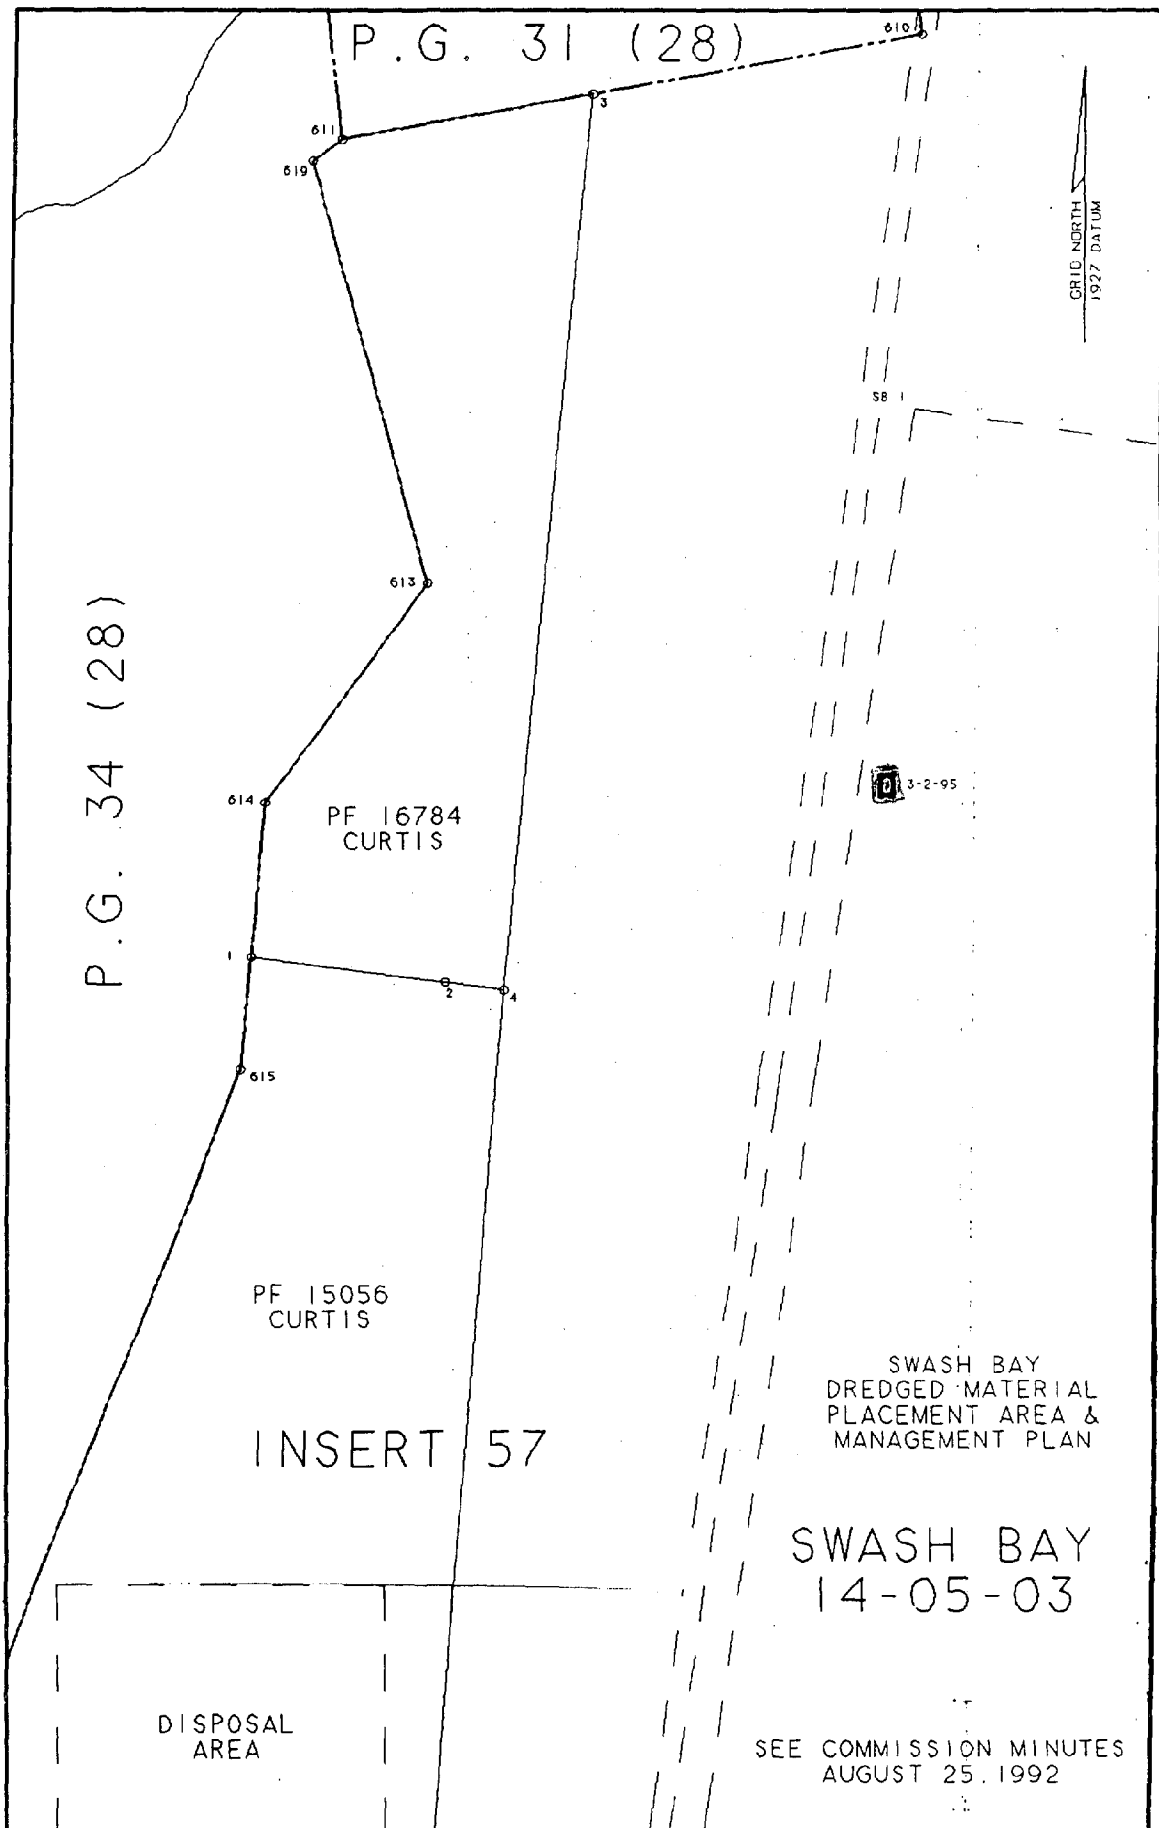 P.G. 31 (28)
610
3
611
619
GRID NORTH
1927 DATUM
SB 1
613
P.G. 34 (28)
3-2-95
614
PF 16784
CURTIS
1
2
4
615
PF 15056
CURTIS
SWASH BAY
DREDGED MATERIAL
PLACEMENT AREA &
MANAGEMENT PLAN
INSERT 57
SWASH BAY
14-05-03
DISPOSAL
AREA
SEE COMMISSION MINUTES
AUGUST 25.1992